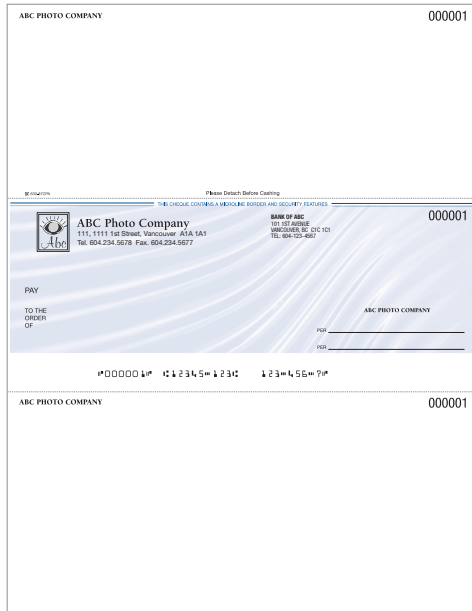 ABC PHOTO COMPANY 000001
Please Detach Before Cashing
THIS CHEQUE CONTAINS A MICROLINE BORDER AND SECURITY FEATURES
Abc
ABC Photo Company
111, 1111 1st Street, Vancouver A1A 1A1
Tel. 604.234.5678 Fax. 604.234.5677
BANK OF ABC
101 1ST AVENUE
VANCOUVER, BC C1C 1C1
TEL: 604-123-4567
000001
PAY
TO THE
ORDER
OF
ABC PHOTO COMPANY
PER
PER
⑈000001⑈ ⑆12345⑉123⑆ 123⑉456⑉7⑈
ABC PHOTO COMPANY 000001